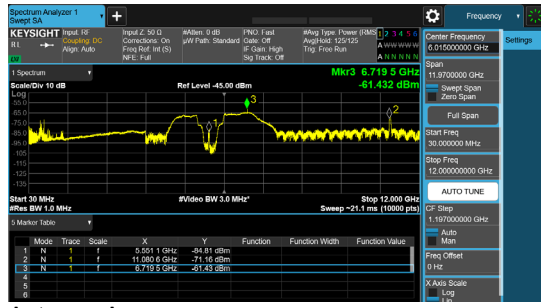 Spectrum Analyzer 1
Swept SA
+
Frequency
KEYSIGHT
Input: RF
Coupling: DC
Align: Auto
Input Z: 50 Ω
Corrections: On
Freq Ref: Int (S)
NFE: Full
#Atten: 0 dB
µW Path: Standard
PNO: Fast
Gate: Off
IF Gain: High
Sig Track: Off
#Avg Type: Power (RMS)
Avg|Hold: 125/125
Trig: Free Run
1 2 3 4 5 6
A W W W W W
A N N N N N
1 Spectrum
Scale/Div 10 dB
Ref Level -45.00 dBm
Mkr3 6.719 5 GHz
-61.432 dBm
Log
-55.0
-65.0
-75.0
-85.0
-95.0
-105
-115
-125
-135
1
2
3
Start 30 MHz
#Res BW 1.0 MHz
#Video BW 3.0 MHz*
Stop 12.000 GHz
Sweep ~21.1 ms (10000 pts)
5 Marker Table
Mode Trace Scale X Y Function Function Width Function Value
1 N 1 f 5.551 1 GHz -84.81 dBm
2 N 1 f 11.080 6 GHz -71.16 dBm
3 N 1 f 6.719 5 GHz -61.43 dBm
4
5
6
Settings
Center Frequency
6.015000000 GHz
Span
11.9700000 GHz
Swept Span
Zero Span
Full Span
Start Freq
30.000000 MHz
Stop Freq
12.000000000 GHz
AUTO TUNE
CF Step
1.197000000 GHz
Auto
Man
Freq Offset
0 Hz
X Axis Scale
Log
Lin